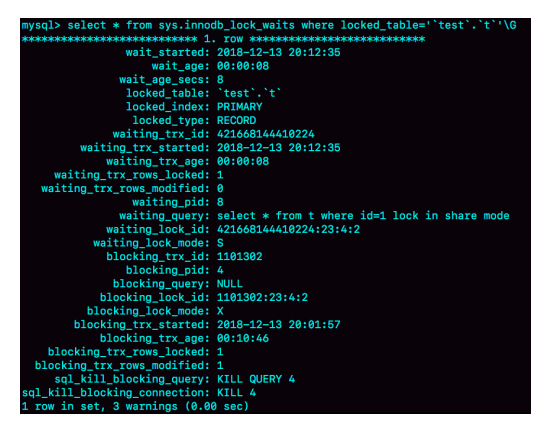 mysql> select * from sys.innodb_lock_waits where locked_table='`test`.`t`'\G
*************************** 1. row ***************************
wait_started: 2018-12-13 20:12:35
wait_age: 00:00:08
wait_age_secs: 8
locked_table: `test`.`t`
locked_index: PRIMARY
locked_type: RECORD
waiting_trx_id: 421668144410224
waiting_trx_started: 2018-12-13 20:12:35
waiting_trx_age: 00:00:08
waiting_trx_rows_locked: 1
waiting_trx_rows_modified: 0
waiting_pid: 8
waiting_query: select * from t where id=1 lock in share mode
waiting_lock_id: 421668144410224:23:4:2
waiting_lock_mode: S
blocking_trx_id: 1101302
blocking_pid: 4
blocking_query: NULL
blocking_lock_id: 1101302:23:4:2
blocking_lock_mode: X
blocking_trx_started: 2018-12-13 20:01:57
blocking_trx_age: 00:10:46
blocking_trx_rows_locked: 1
blocking_trx_rows_modified: 1
sql_kill_blocking_query: KILL QUERY 4
sql_kill_blocking_connection: KILL 4
1 row in set, 3 warnings (0.00 sec)